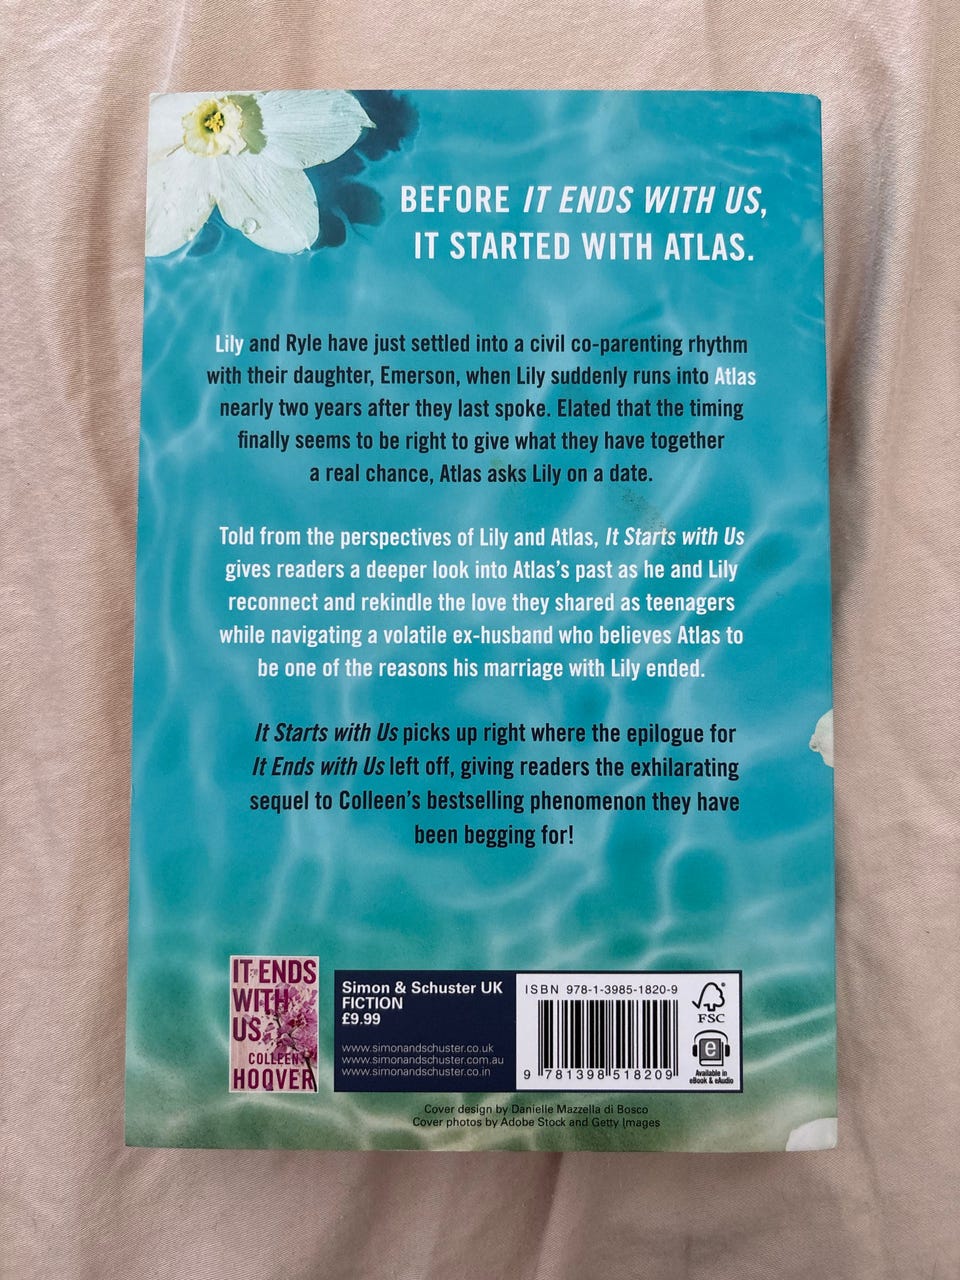 BEFORE IT ENDS WITH US,
IT STARTED WITH ATLAS.
Lily and Ryle have just settled into a civil co-parenting rhythm
with their daughter, Emerson, when Lily suddenly runs into Atlas
nearly two years after they last spoke. Elated that the timing
finally seems to be right to give what they have together
a real chance, Atlas asks Lily on a date.
Told from the perspectives of Lily and Atlas, It Starts with Us
gives readers a deeper look into Atlas's past as he and Lily
reconnect and rekindle the love they shared as teenagers
while navigating a volatile ex-husband who believes Atlas to
be one of the reasons his marriage with Lily ended.
It Starts with Us picks up right where the epilogue for
It Ends with Us left off, giving readers the exhilarating
sequel to Colleen's bestselling phenomenon they have
been begging for!
IT ENDS
WITH
US
COLLEEN
HOOVER
Simon & Schuster UK
FICTION
£9.99
www.simonandschuster.co.uk
www.simonandschuster.com.au
www.simonandschuster.co.in
ISBN 978-1-3985-1820-9
9 781398 518209
FSC
e
Available in
eBook & eAudio
Cover design by Danielle Mazzella di Bosco
Cover photos by Adobe Stock and Getty Images